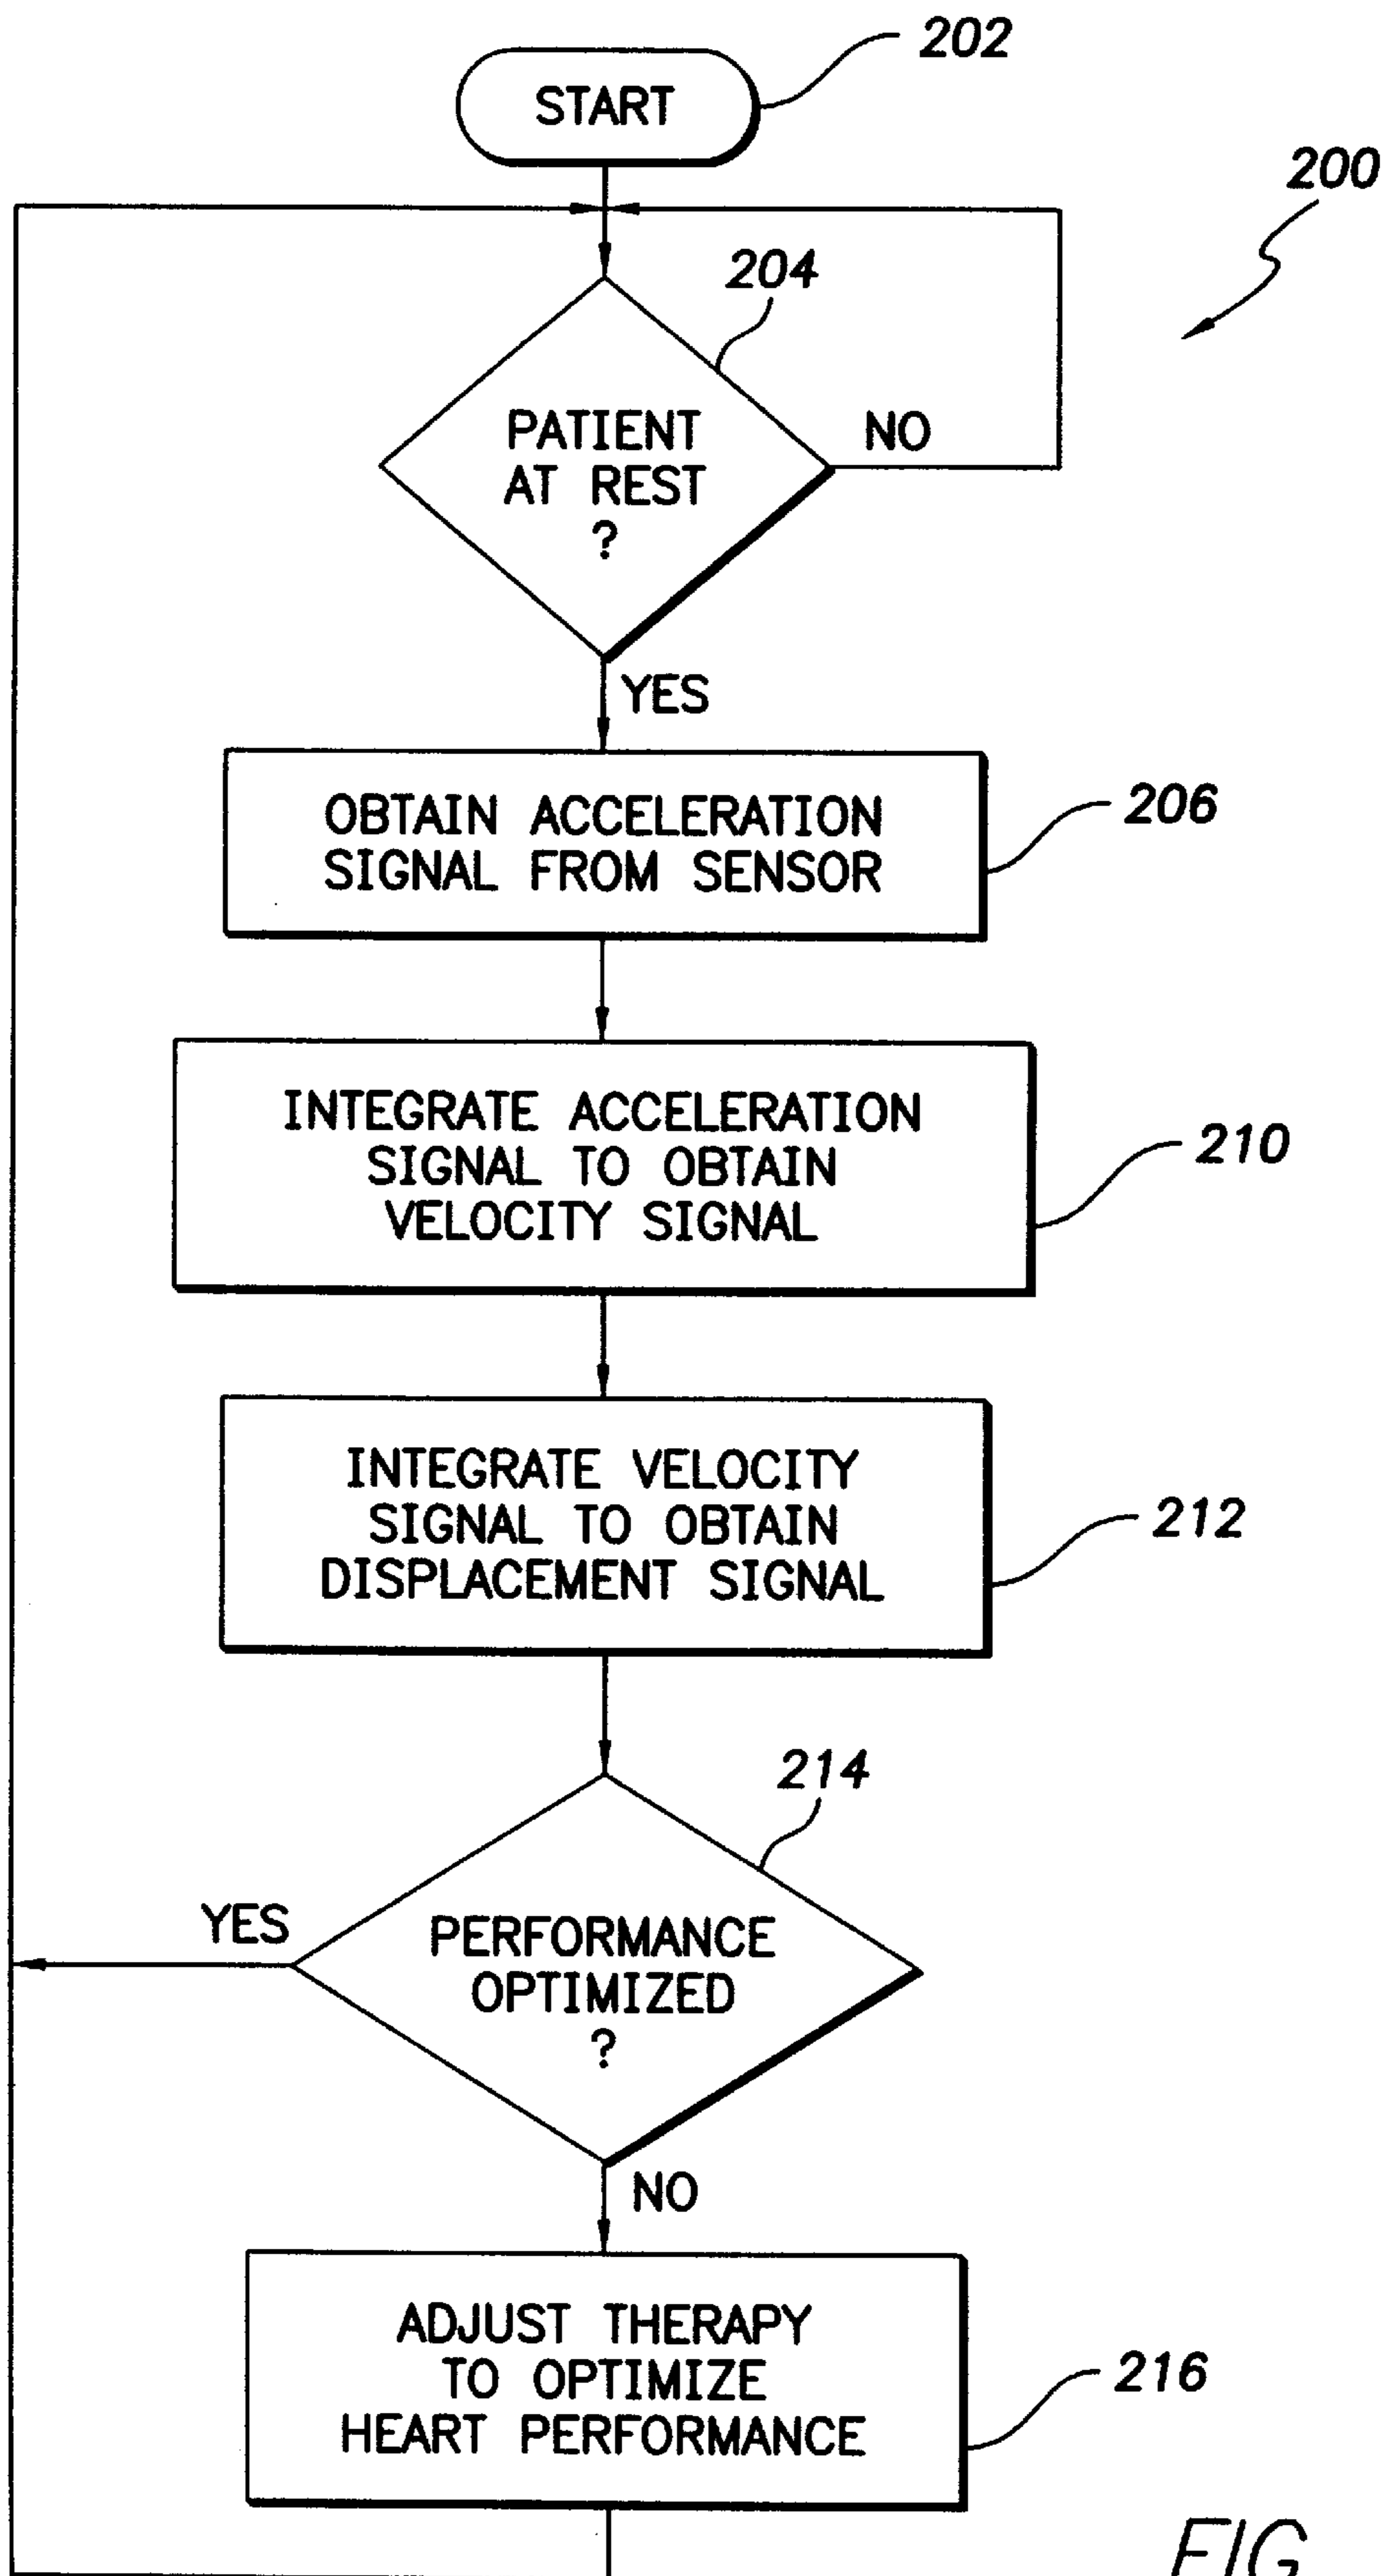 202
START
200
204
PATIENT
AT REST
?
NO
YES
OBTAIN ACCELERATION
SIGNAL FROM SENSOR
206
INTEGRATE ACCELERATION
SIGNAL TO OBTAIN
VELOCITY SIGNAL
210
INTEGRATE VELOCITY
SIGNAL TO OBTAIN
DISPLACEMENT SIGNAL
212
214
YES
PERFORMANCE
OPTIMIZED
?
NO
ADJUST THERAPY
TO OPTIMIZE
HEART PERFORMANCE
216
FIG